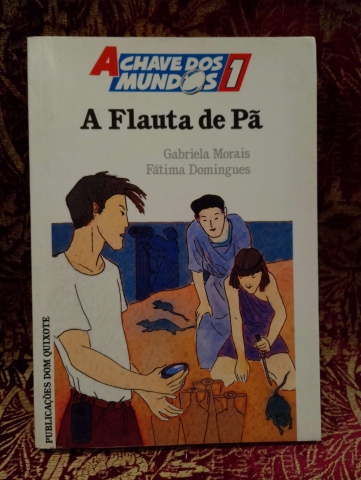 A CHAVE DOS
MUNDOS 1
A Flauta de Pã
Gabriela Morais
Fátima Domingues
PUBLICAÇÕES DOM QUIXOTE